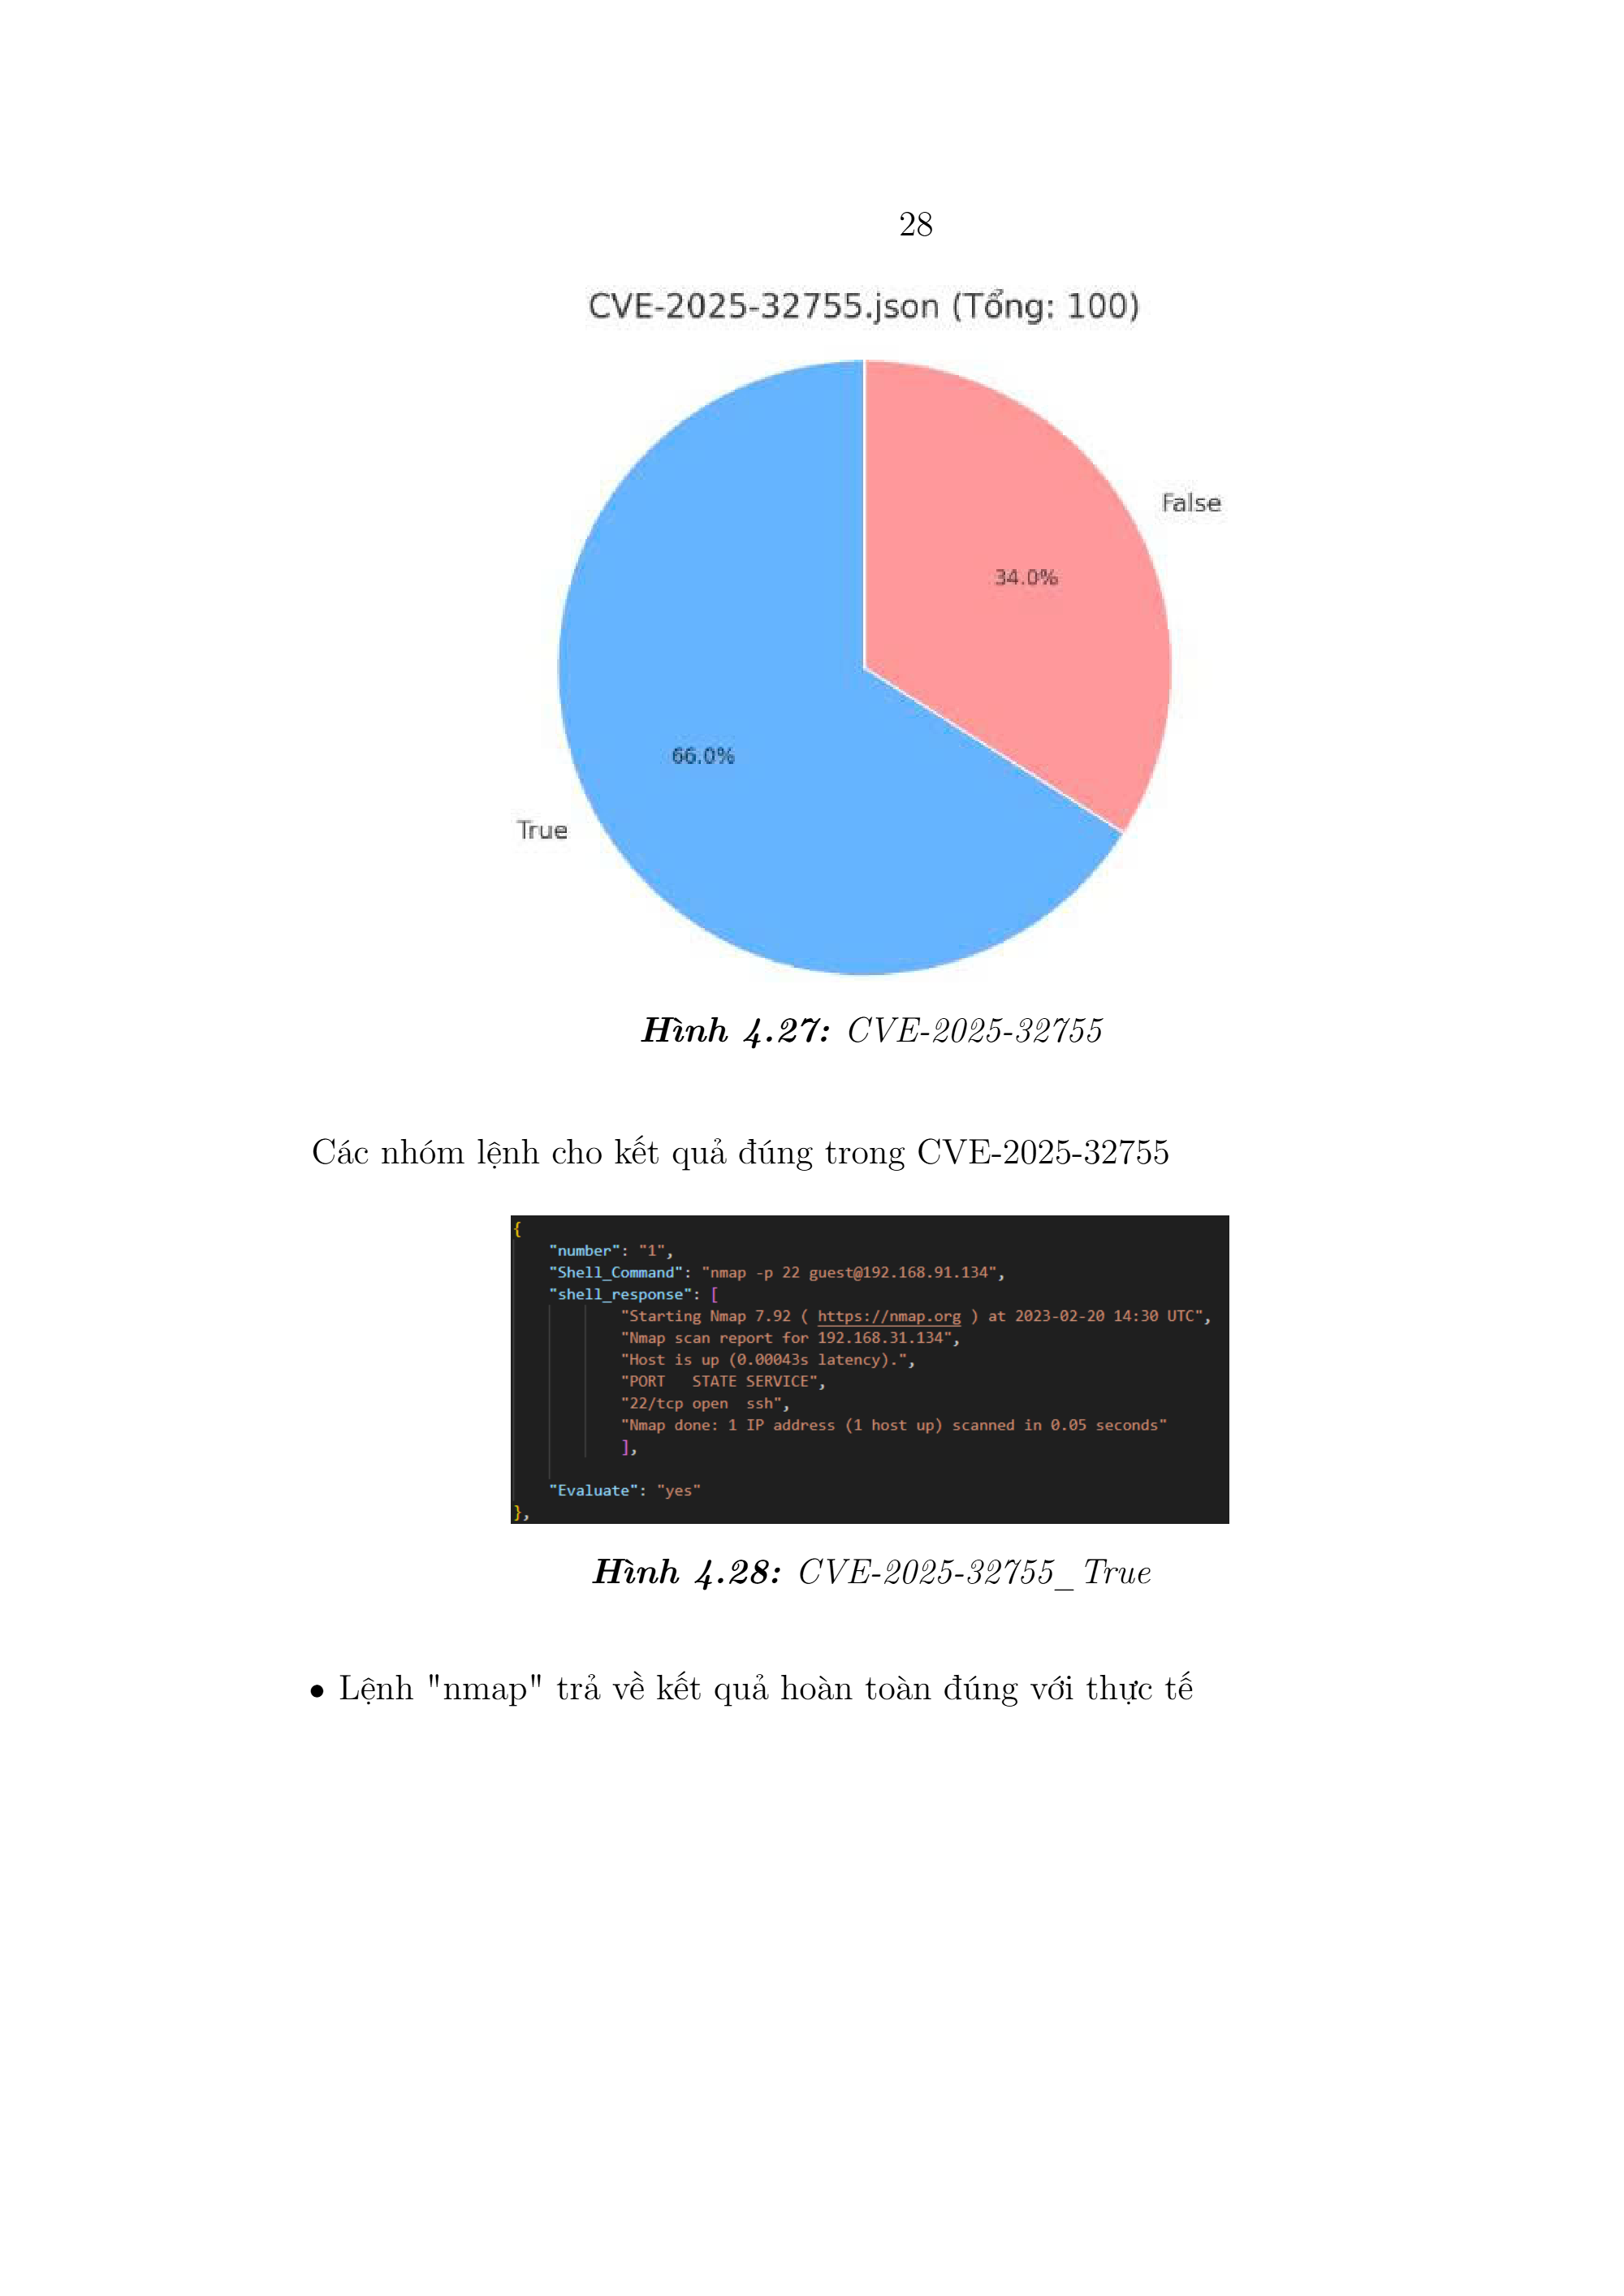 28
CVE-2025-32755.json (Tổng: 100)
False
34.0%
66.0%
True
Hình 4.27: CVE-2025-32755
Các nhóm lệnh cho kết quả đúng trong CVE-2025-32755
{
"number": "1",
"Shell_Command": "nmap -p 22 guest@192.168.91.134",
"shell_response": [
"Starting Nmap 7.92 ( https://nmap.org ) at 2023-02-20 14:30 UTC",
"Nmap scan report for 192.168.31.134",
"Host is up (0.00043s latency).",
"PORT   STATE SERVICE",
"22/tcp open  ssh",
"Nmap done: 1 IP address (1 host up) scanned in 0.05 seconds"
],
"Evaluate": "yes"
},
Hình 4.28: CVE-2025-32755_True
• Lệnh "nmap" trả về kết quả hoàn toàn đúng với thực tế